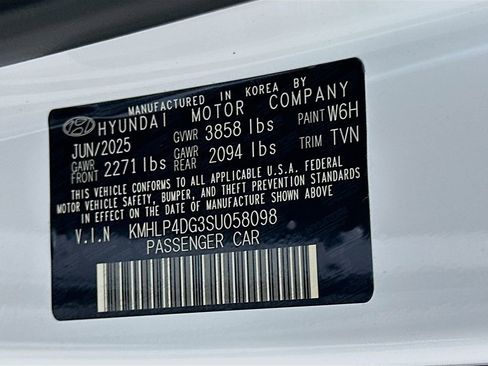 MANUFACTURED IN KOREA BY
HYUNDAI MOTOR COMPANY
JUN/2025 GVWR 3858 lbs PAINT W6H
GAWR FRONT 2271 lbs GAWR REAR 2094 lbs TRIM TVN
THIS VEHICLE CONFORMS TO ALL APPLICABLE U.S.A. FEDERAL
MOTOR VEHICLE SAFETY, BUMPER, AND THEFT PREVENTION STANDARDS
IN EFFECT ON THE DATE OF MANUFACTURE SHOWN ABOVE
V.I.N KMHLP4DG3SU058098
PASSENGER CAR